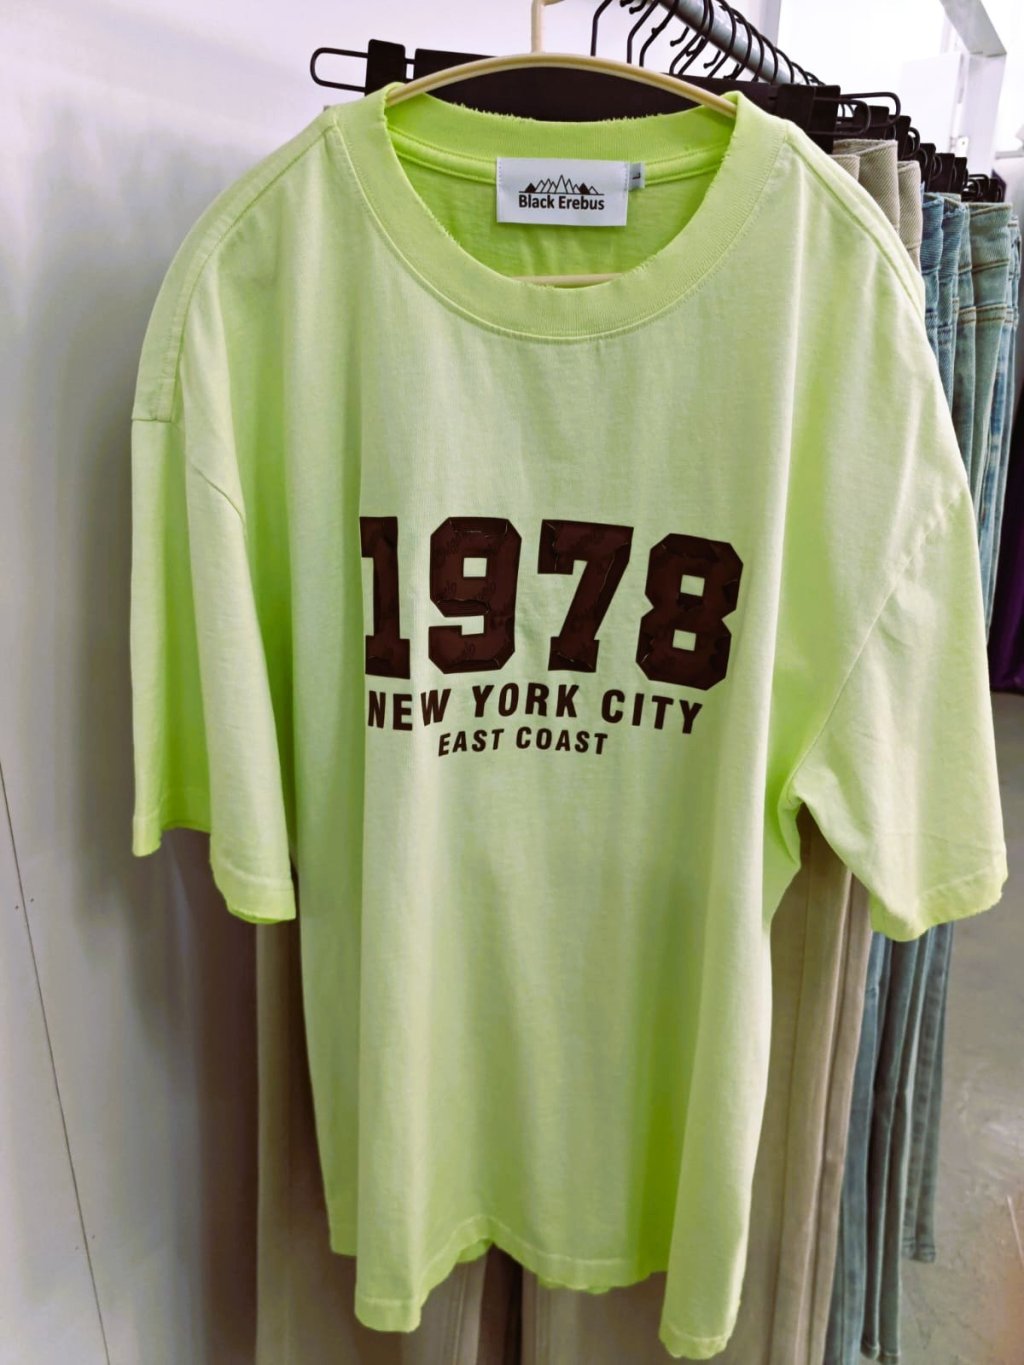 Black Erebus
L
1978
NEW YORK CITY
EAST COAST